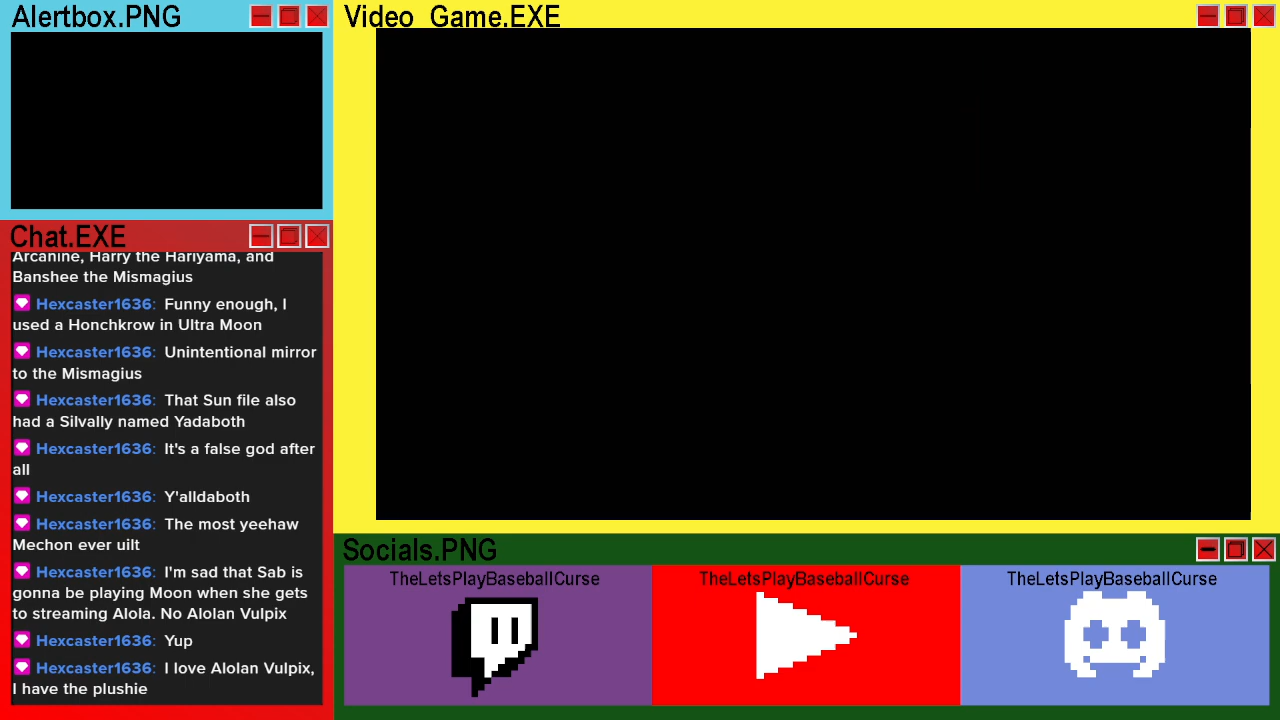 Alertbox.PNG
Video Game.EXE
Chat.EXE
Arcanine, Harry the Hariyama, and
Banshee the Mismagius
Hexcaster1636: Funny enough, I
used a Honchkrow in Ultra Moon
Hexcaster1636: Unintentional mirror
to the Mismagius
Hexcaster1636: That Sun file also
had a Silvally named Yadaboth
Hexcaster1636: It's a false god after
all
Hexcaster1636: Y'alldaboth
Hexcaster1636: The most yeehaw
Mechon ever uilt
Hexcaster1636: I'm sad that Sab is
gonna be playing Moon when she gets
to streaming Alola. No Alolan Vulpix
Hexcaster1636: Yup
Hexcaster1636: I love Alolan Vulpix,
I have the plushie
Socials.PNG
TheLetsPlayBaseballCurse
TheLetsPlayBaseballCurse
TheLetsPlayBaseballCurse